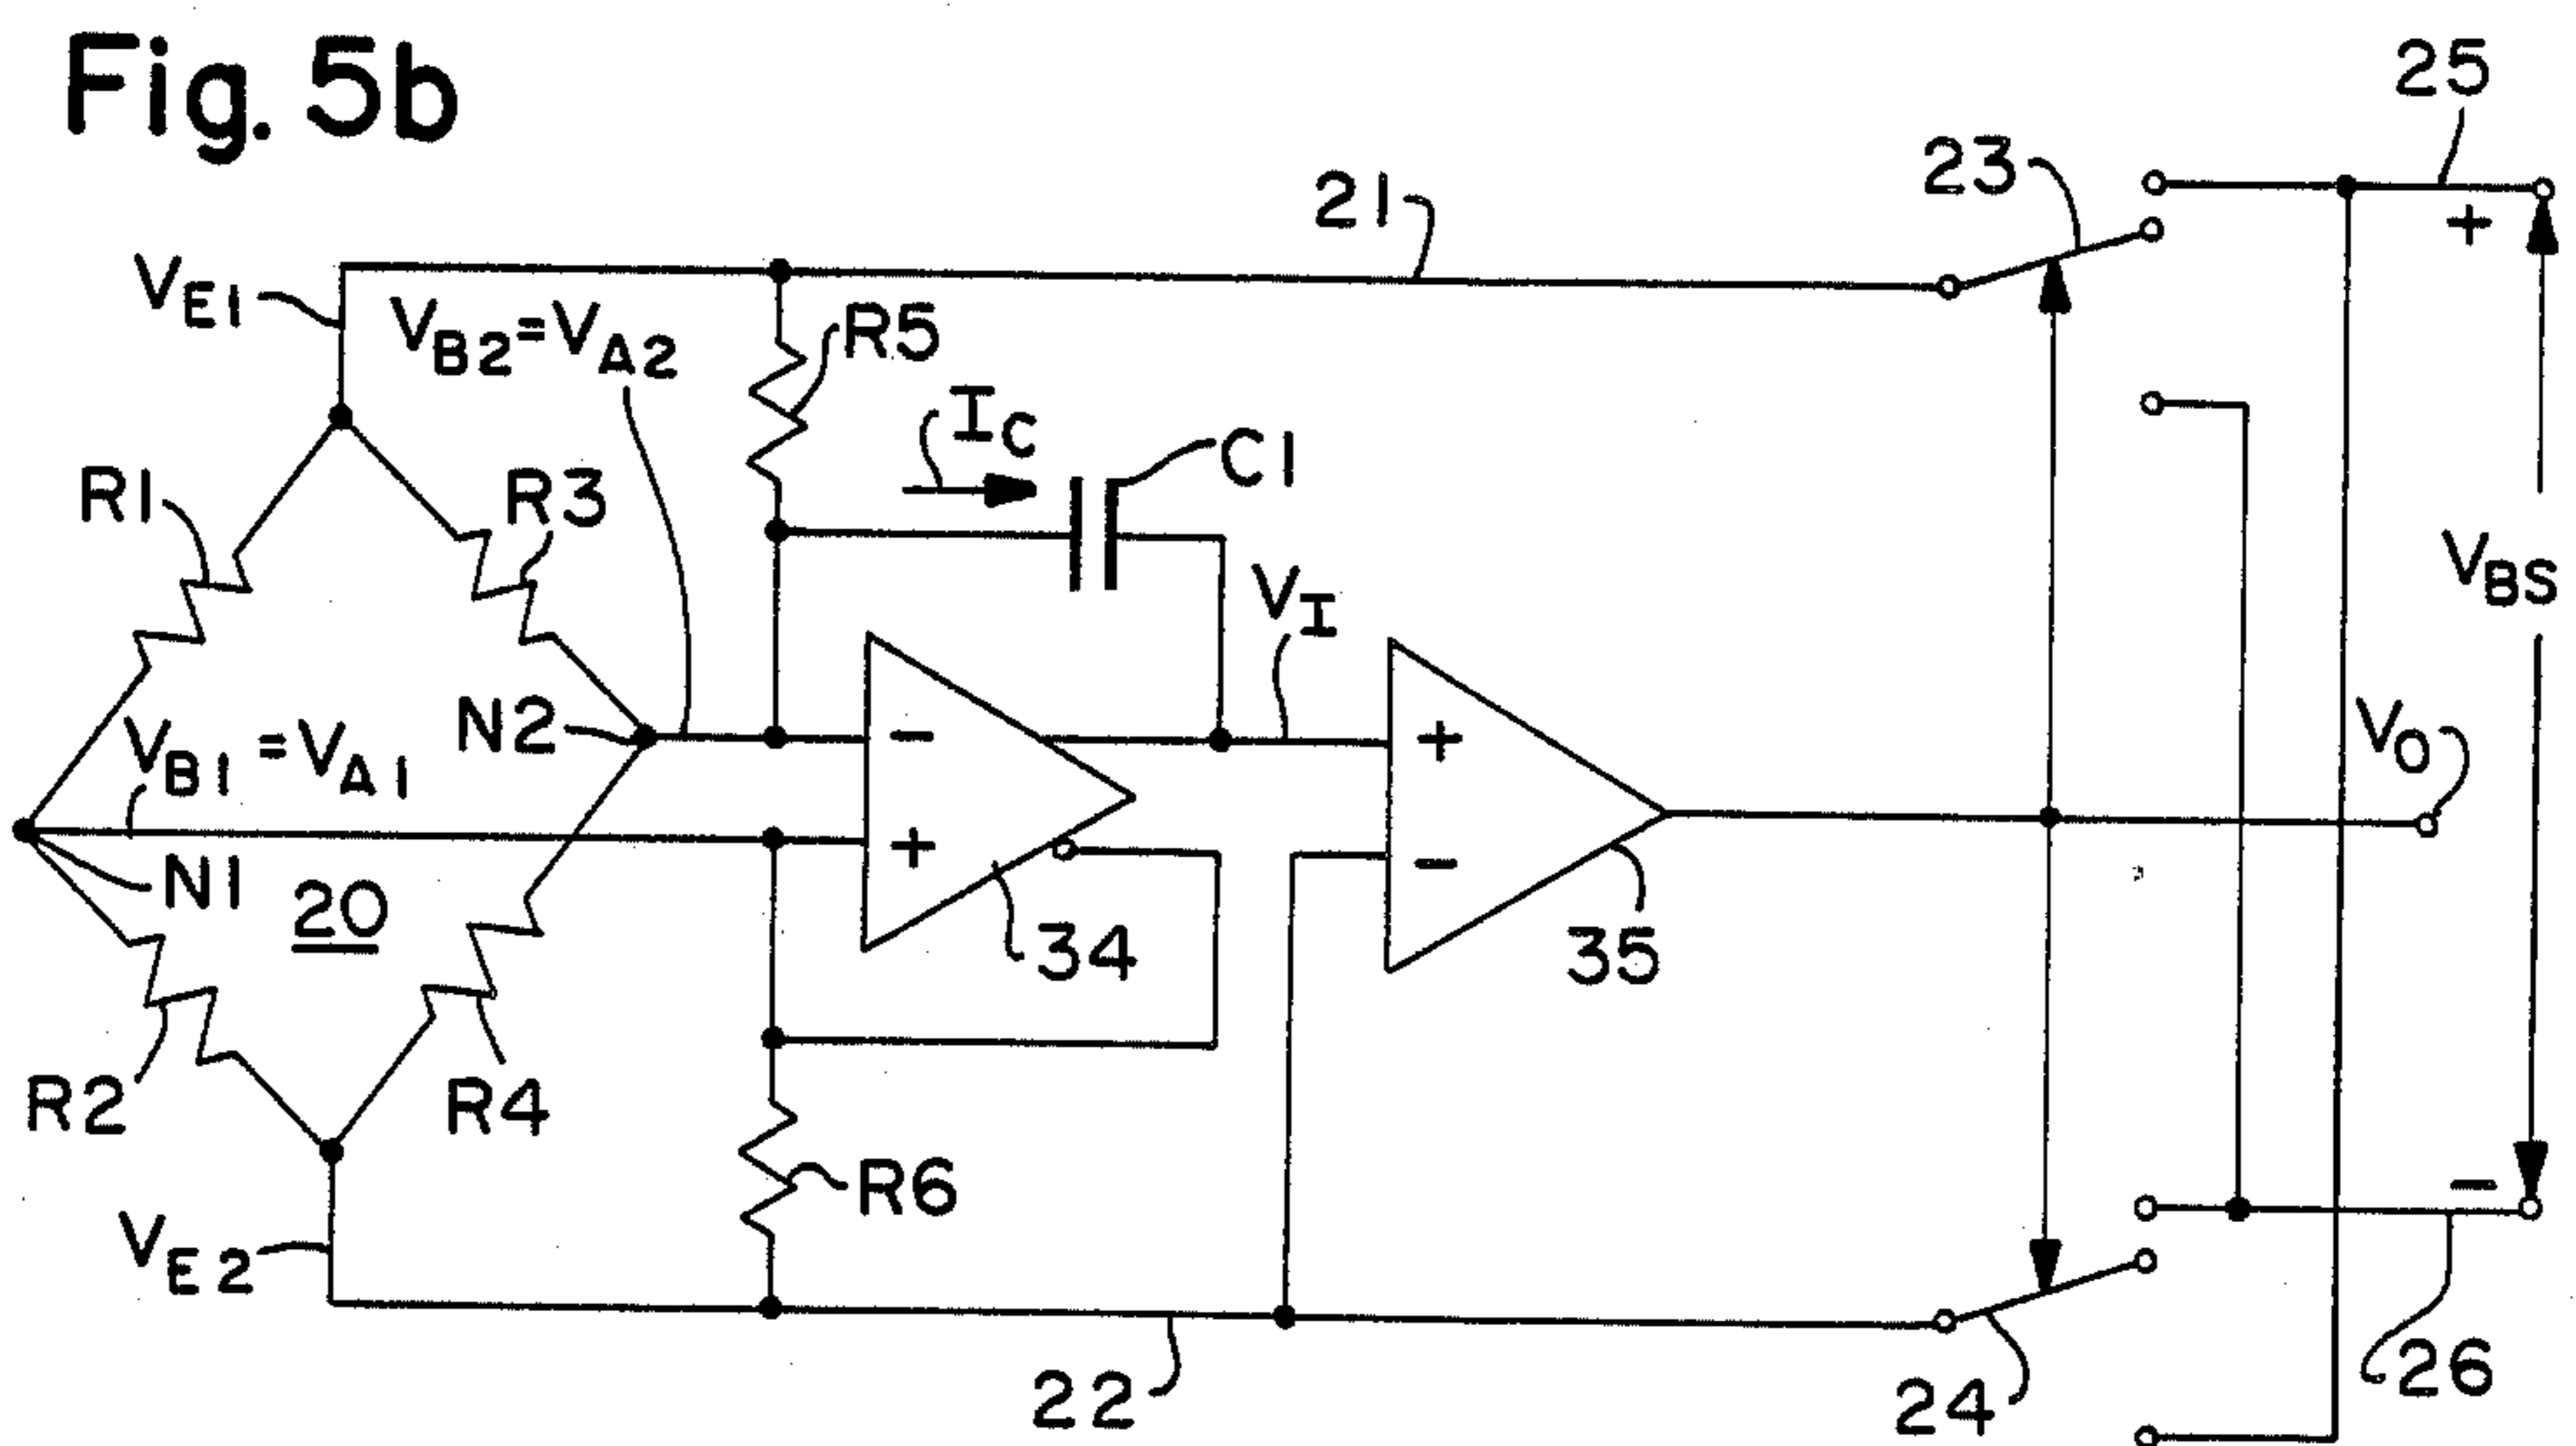 Fig. 5b
25
23
21
+
VE1
VB2=VA2
R5
IC
C1
R1
R3
VBS
VI
N2
VB1=VA1
-
+
VO
+
-
N1
20
34
35
R2
R4
R6
-
VE2
22
24
26